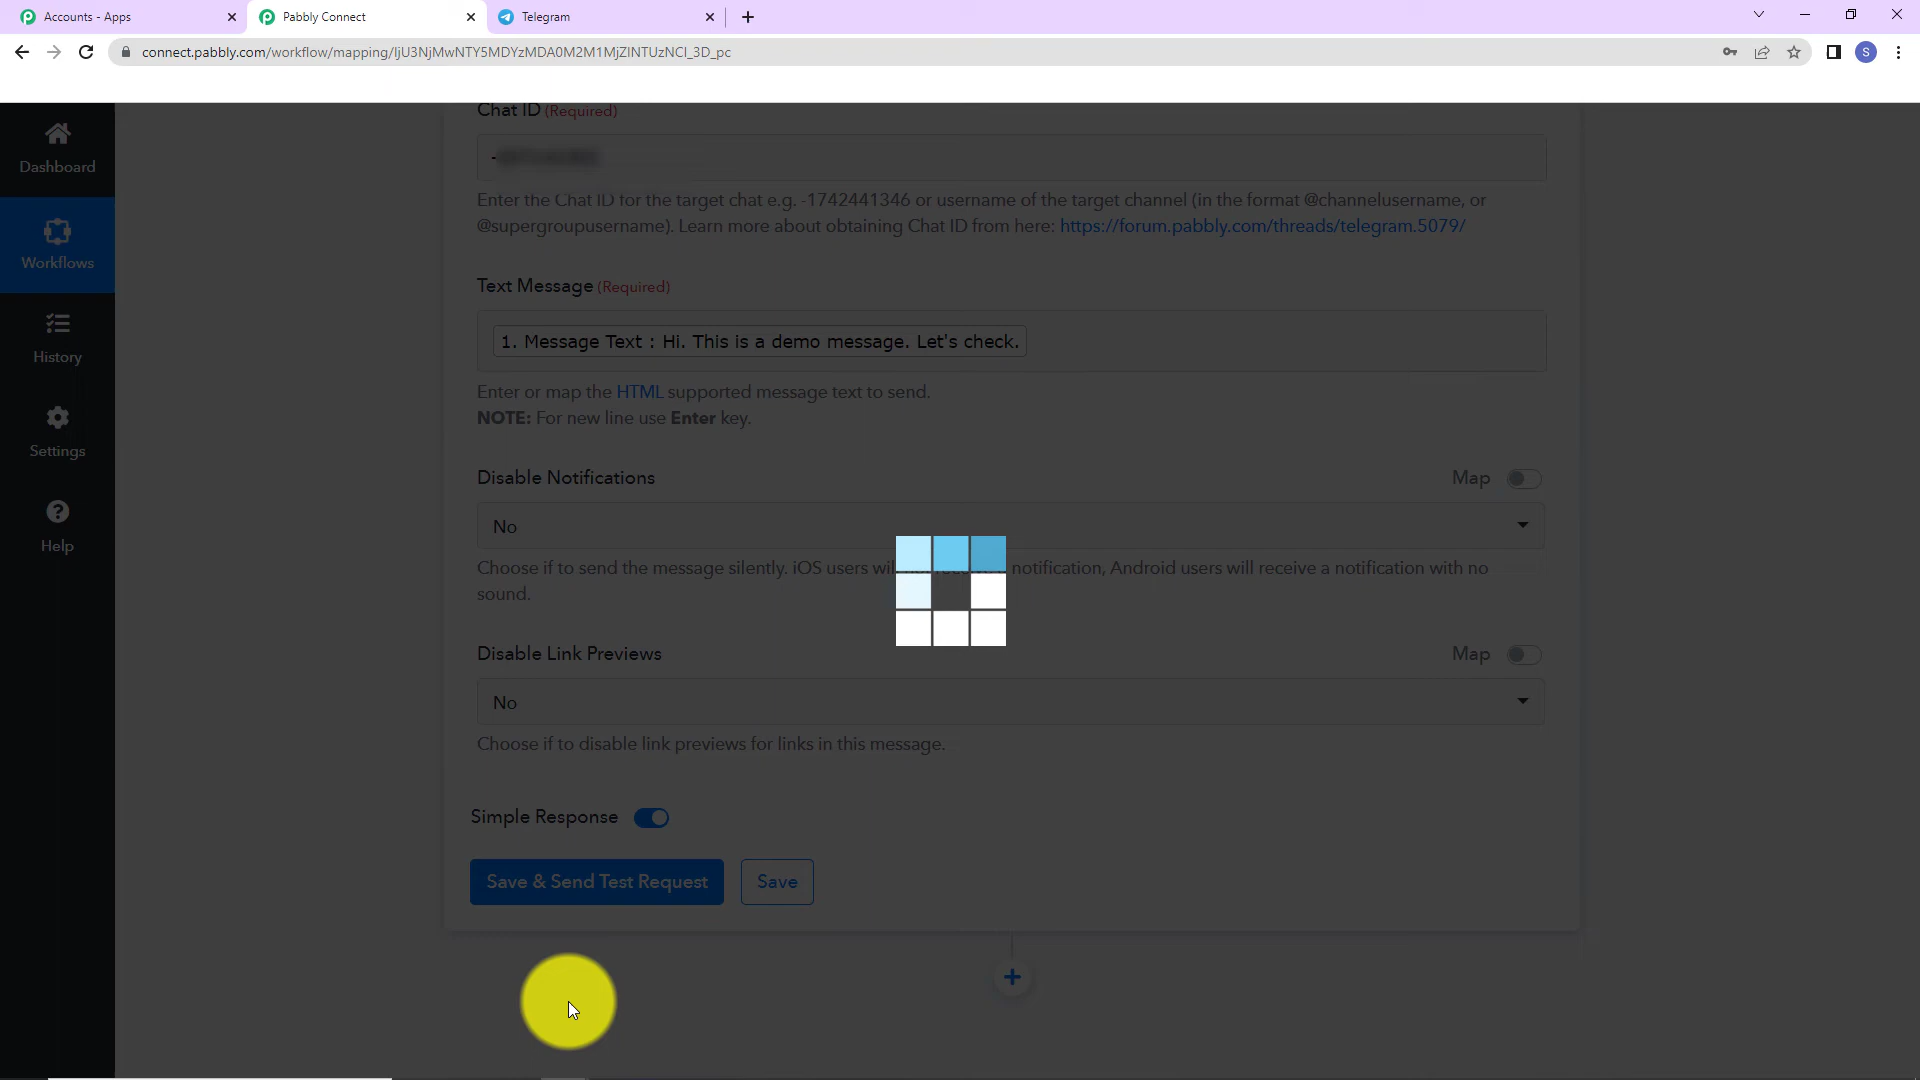 Accounts - Apps
Pabbly Connect
Telegram
connect.pabbly.com/workflow/mapping/IjU3NjMwNTY5MDYzMDA0M2M1MjZlNTUzNCI_3D_pc
S
Dashboard
Workflows
History
Settings
Help
Chat ID (Required)
Enter the Chat ID for the target chat e.g. -1742441346 or username of the target channel (in the format @channelusername, or
@supergroupusername). Learn more about obtaining Chat ID from here: https://forum.pabbly.com/threads/telegram.5079/
Text Message (Required)
1. Message Text : Hi. This is a demo message. Let's check.
Enter or map the HTML supported message text to send.
NOTE: For new line use Enter key.
Disable Notifications
Map
No
Choose if to send the message silently. iOS users notification, Android users will receive a notification with no
sound.
Disable Link Previews
Map
No
Choose if to disable link previews for links in this message.
Simple Response
Save & Send Test Request
Save